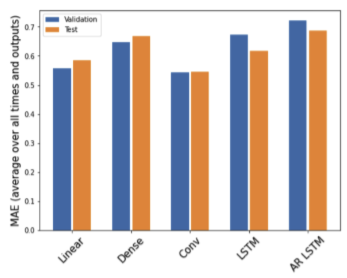 MAE (average over all times and outputs)
0.7
0.6
0.5
0.4
0.3
0.2
0.1
0.0
Validation
Test
Linear
Dense
Conv
LSTM
AR LSTM